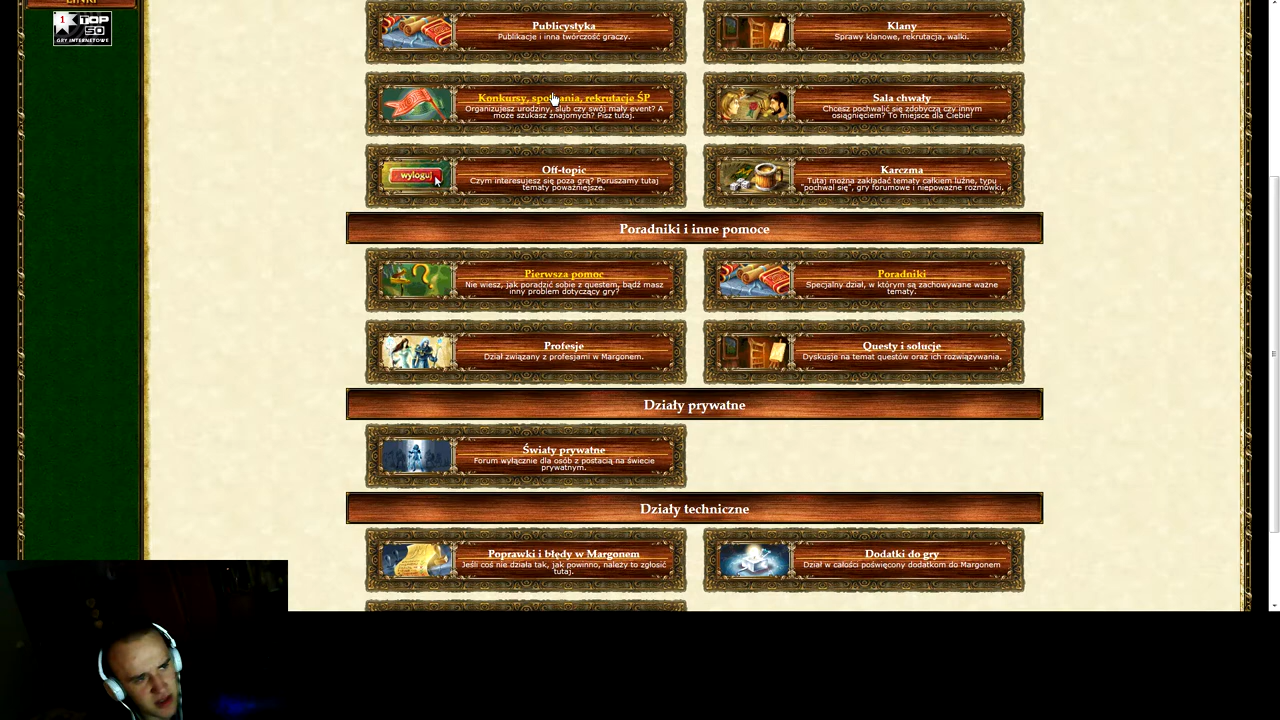 LINKI
1 TOP 50
GRY INTERNETOWE
Publicystyka
Publikacje i inna twórczość graczy.
Klany
Sprawy klanowe, rekrutacja, walki.
Konkursy, spotkania, rekrutacje ŚP
Organizujesz urodziny, ślub czy swój mały event? A
może szukasz znajomych? Pisz tutaj.
Sala chwały
Chcesz pochwalić się zdobyczą czy innym
osiągnięciem? To miejsce dla Ciebie!
wyloguj
Off-topic
Czym interesujesz się poza grą? Poruszamy tutaj
tematy poważniejsze.
Karczma
Tutaj można zakładać tematy całkiem luźne, typu
"pochwal się", gry forumowe i niepoważne rozmówki.
Poradniki i inne pomoce
Pierwsza pomoc
Nie wiesz, jak poradzić sobie z questem, bądź masz
inny problem dotyczący gry?
Poradniki
Specjalny dział, w którym są zachowywane ważne
tematy.
Profesje
Dział związany z profesjami w Margonem.
Questy i solucje
Dyskusje na temat questów oraz ich rozwiązywania.
Działy prywatne
Światy prywatne
Forum wyłącznie dla osób z postacią na świecie
prywatnym.
Działy techniczne
Poprawki i błędy w Margonem
Jeśli coś nie działa tak, jak powinno, należy to zgłosić
tutaj.
Dodatki do gry
Dział w całości poświęcony dodatkom do Margonem